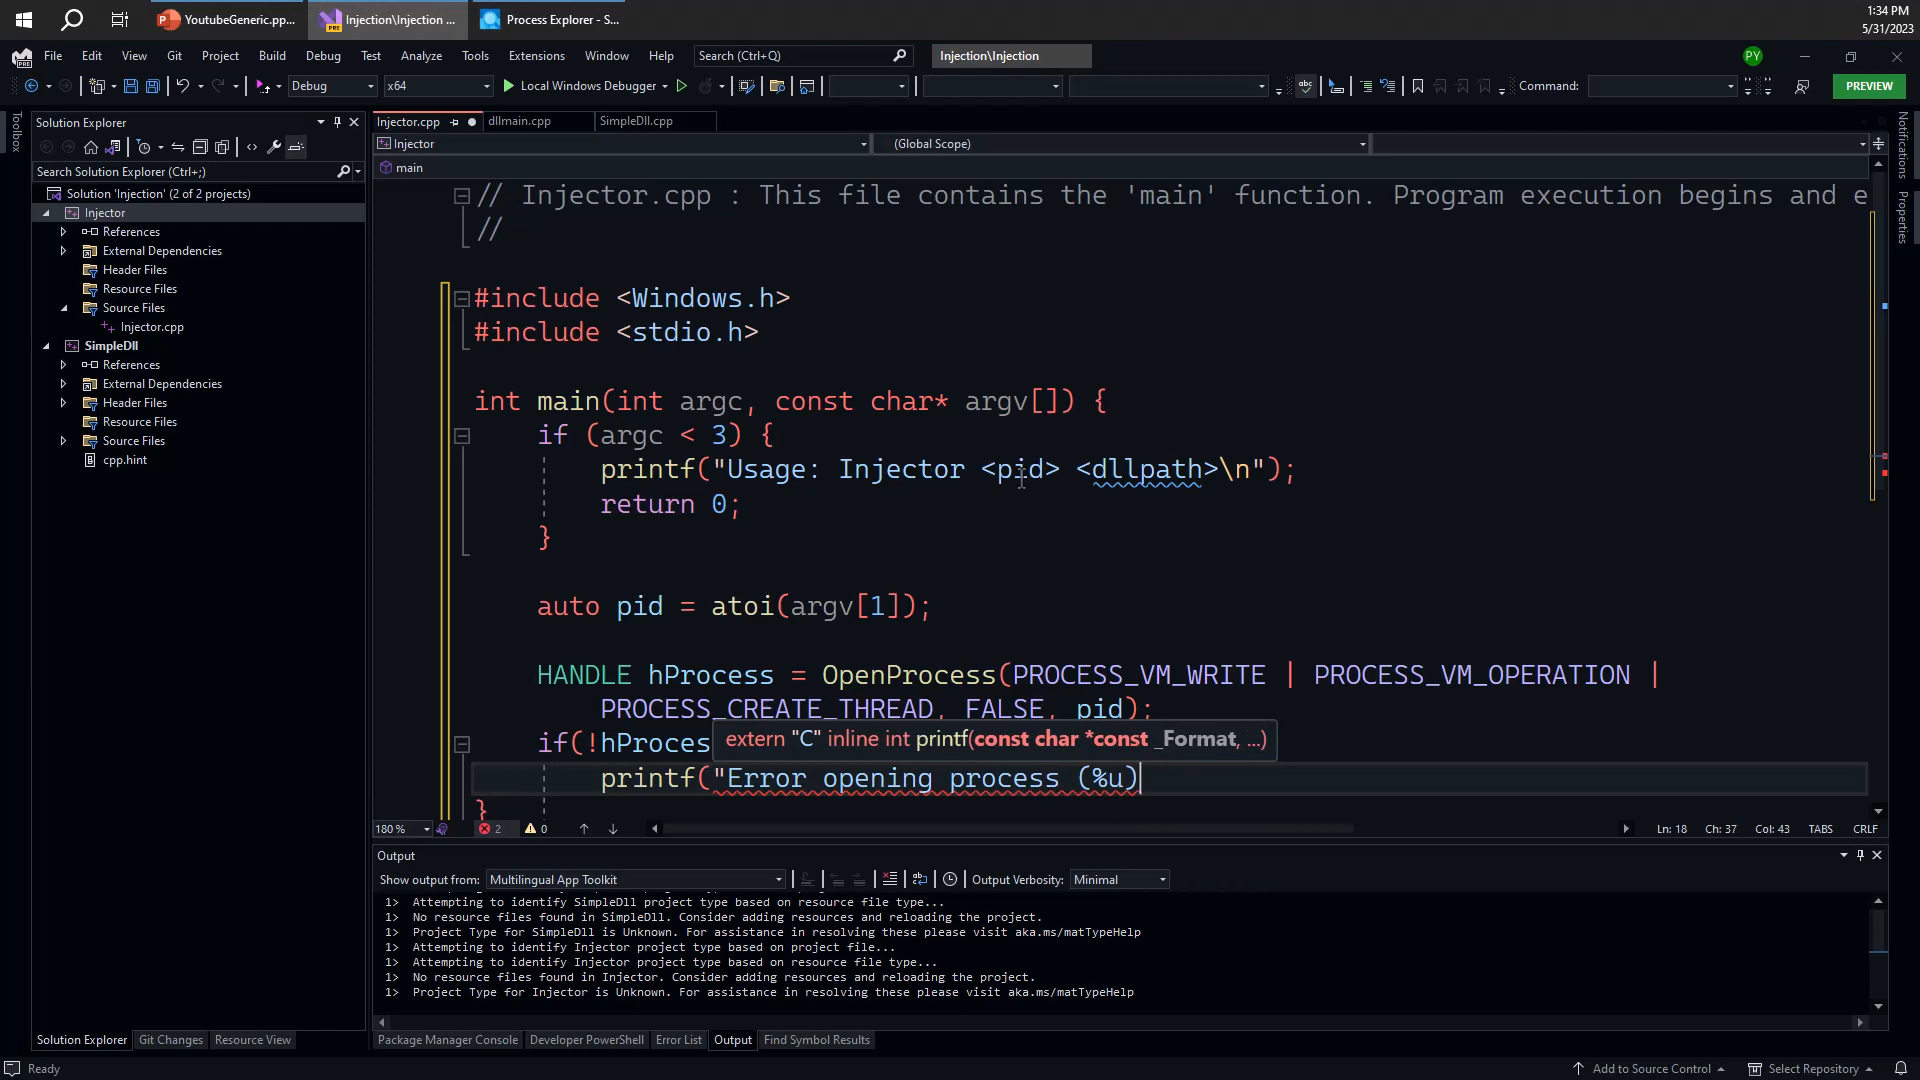 YoutubeGeneric.pp...
Injection\Injection ...
Process Explorer - S...
1:34 PM
5/31/2023
File Edit View Git Project Build Debug Test Analyze Tools Extensions Window Help
Search (Ctrl+Q)
Injection\Injection
PY
Debug
x64
Local Windows Debugger
Command:
PREVIEW
Toolbox
Solution Explorer
Search Solution Explorer (Ctrl+;)
Solution 'Injection' (2 of 2 projects)
Injector
References
External Dependencies
Header Files
Resource Files
Source Files
Injector.cpp
SimpleDll
References
External Dependencies
Header Files
Resource Files
Source Files
cpp.hint
Injector.cpp
dllmain.cpp
SimpleDll.cpp
Injector
(Global Scope)
main
// Injector.cpp : This file contains the 'main' function. Program execution begins and e
//
#include <Windows.h>
#include <stdio.h>
int main(int argc, const char* argv[]) {
if (argc < 3) {
printf("Usage: Injector <pid> <dllpath>\n");
return 0;
}
auto pid = atoi(argv[1]);
HANDLE hProcess = OpenProcess(PROCESS_VM_WRITE | PROCESS_VM_OPERATION |
PROCESS_CREATE_THREAD, FALSE, pid);
if(!hProces
extern "C" inline int printf(const char *const _Format, ...)
printf("Error opening process (%u)
}
180 %
2
0
Ln: 18
Ch: 37
Col: 43
TABS
CRLF
Notifications
Properties
Output
Show output from:
Multilingual App Toolkit
Output Verbosity:
Minimal
1> Attempting to identify SimpleDll project type based on resource file type...
1> No resource files found in SimpleDll. Consider adding resources and reloading the project.
1> Project Type for SimpleDll is Unknown. For assistance in resolving these please visit aka.ms/matTypeHelp
1> Attempting to identify Injector project type based on project file...
1> Attempting to identify Injector project type based on resource file type...
1> No resource files found in Injector. Consider adding resources and reloading the project.
1> Project Type for Injector is Unknown. For assistance in resolving these please visit aka.ms/matTypeHelp
Solution Explorer
Git Changes
Resource View
Package Manager Console
Developer PowerShell
Error List
Output
Find Symbol Results
Ready
Add to Source Control
Select Repository